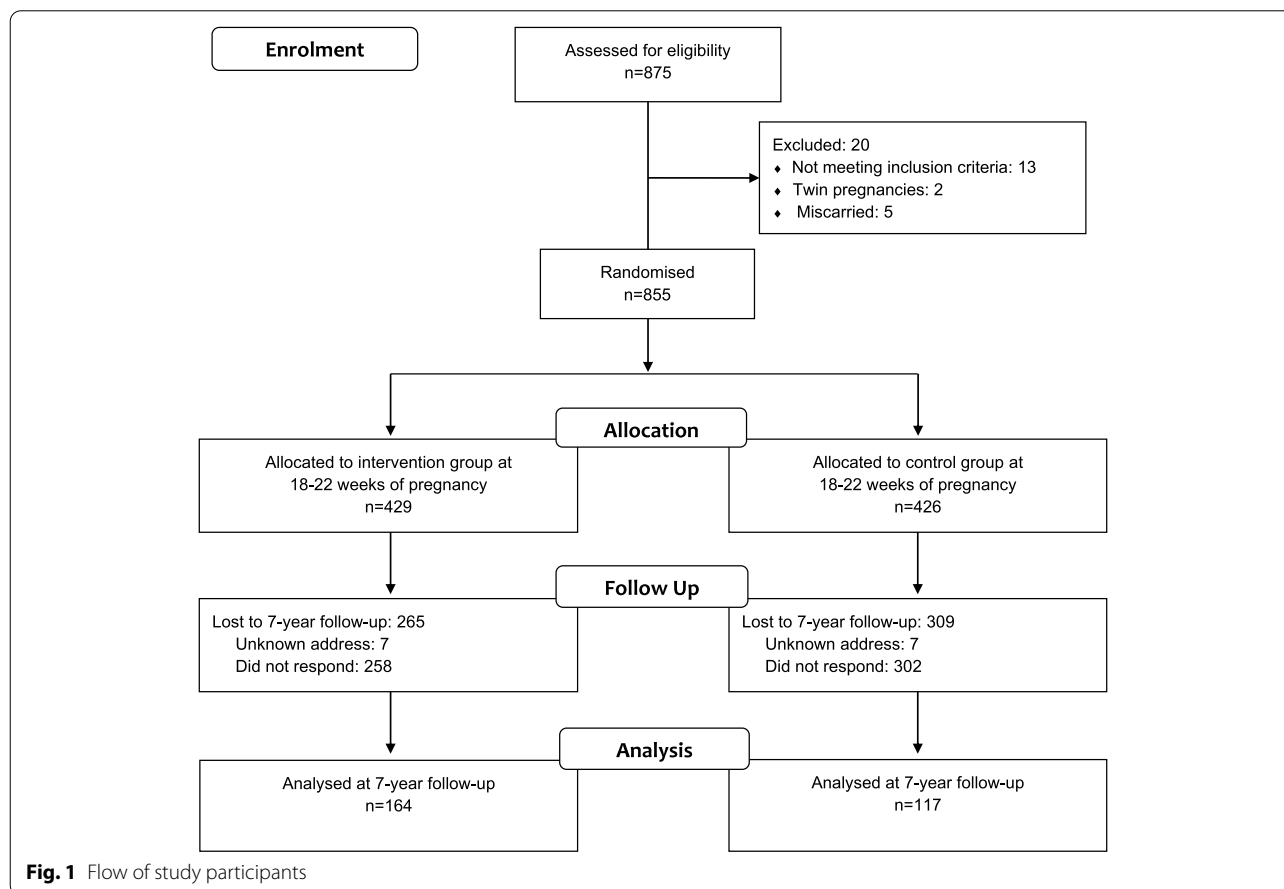 Enrolment
Assessed for eligibility
n=875
Excluded: 20
♦ Not meeting inclusion criteria: 13
♦ Twin pregnancies: 2
♦ Miscarried: 5
Randomised
n=855
Allocation
Allocated to intervention group at
18-22 weeks of pregnancy
n=429
Allocated to control group at
18-22 weeks of pregnancy
n=426
Follow Up
Lost to 7-year follow-up: 265
Unknown address: 7
Did not respond: 258
Lost to 7-year follow-up: 309
Unknown address: 7
Did not respond: 302
Analysis
Analysed at 7-year follow-up
n=164
Analysed at 7-year follow-up
n=117
Fig. 1 Flow of study participants